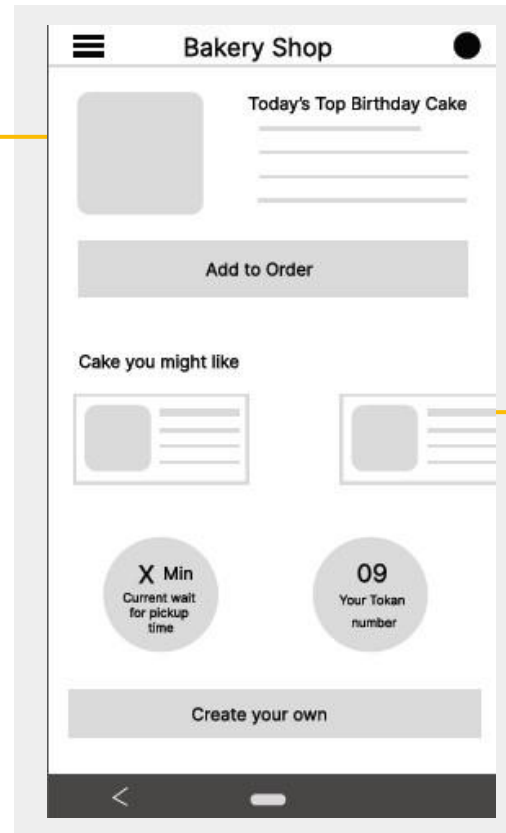 Bakery Shop
Today's Top Birthday Cake
Add to Order
Cake you might like
X Min
Current wait
for pickup
time
09
Your Tokan
number
Create your own